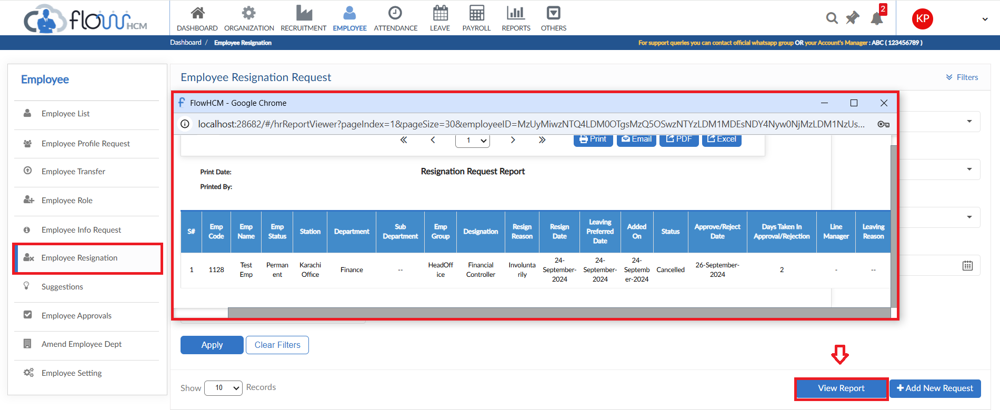 flow HCM
DASHBOARD ORGANIZATION RECRUITMENT EMPLOYEE ATTENDANCE LEAVE PAYROLL REPORTS OTHERS
2
KP
Dashboard / Employee Resignation
For support queries you can contact official whatsapp group OR your Account's Manager : ABC ( 123456789 )
Employee
Employee List
Employee Profile Request
Employee Transfer
Employee Role
Employee Info Request
Employee Resignation
Suggestions
Employee Approvals
Amend Employee Dept
Employee Setting
Employee Resignation Request
Filters
FlowHCM - Google Chrome
localhost:28682/#/hrReportViewer?pageIndex=1&pageSize=30&employeeID=MzUyMiwzNTQ4LDM0OTgsMzQ5OSwzNTYzLDM1MDEsNDY4Nyw0NjMzLDM1NzUs...
1
Print Email PDF Excel
Print Date:
Resignation Request Report
Printed By:
S# Emp Code Emp Name Emp Status Station Department Sub Department Emp Group Designation Resign Reason Resign Date Leaving Preferred Date Added On Status Approve/Reject Date Days Taken In Approval/Rejection Line Manager Leaving Reason
1 1128 Test Emp Perman ent Karachi Office Finance -- HeadOff ice Financial Controller Involunta rily 24- September- 2024 24- September- 2024 24- Septemb er-2024 Cancelled 26-September- 2024 2 - --
Apply Clear Filters
Show 10 Records
View Report
Add New Request